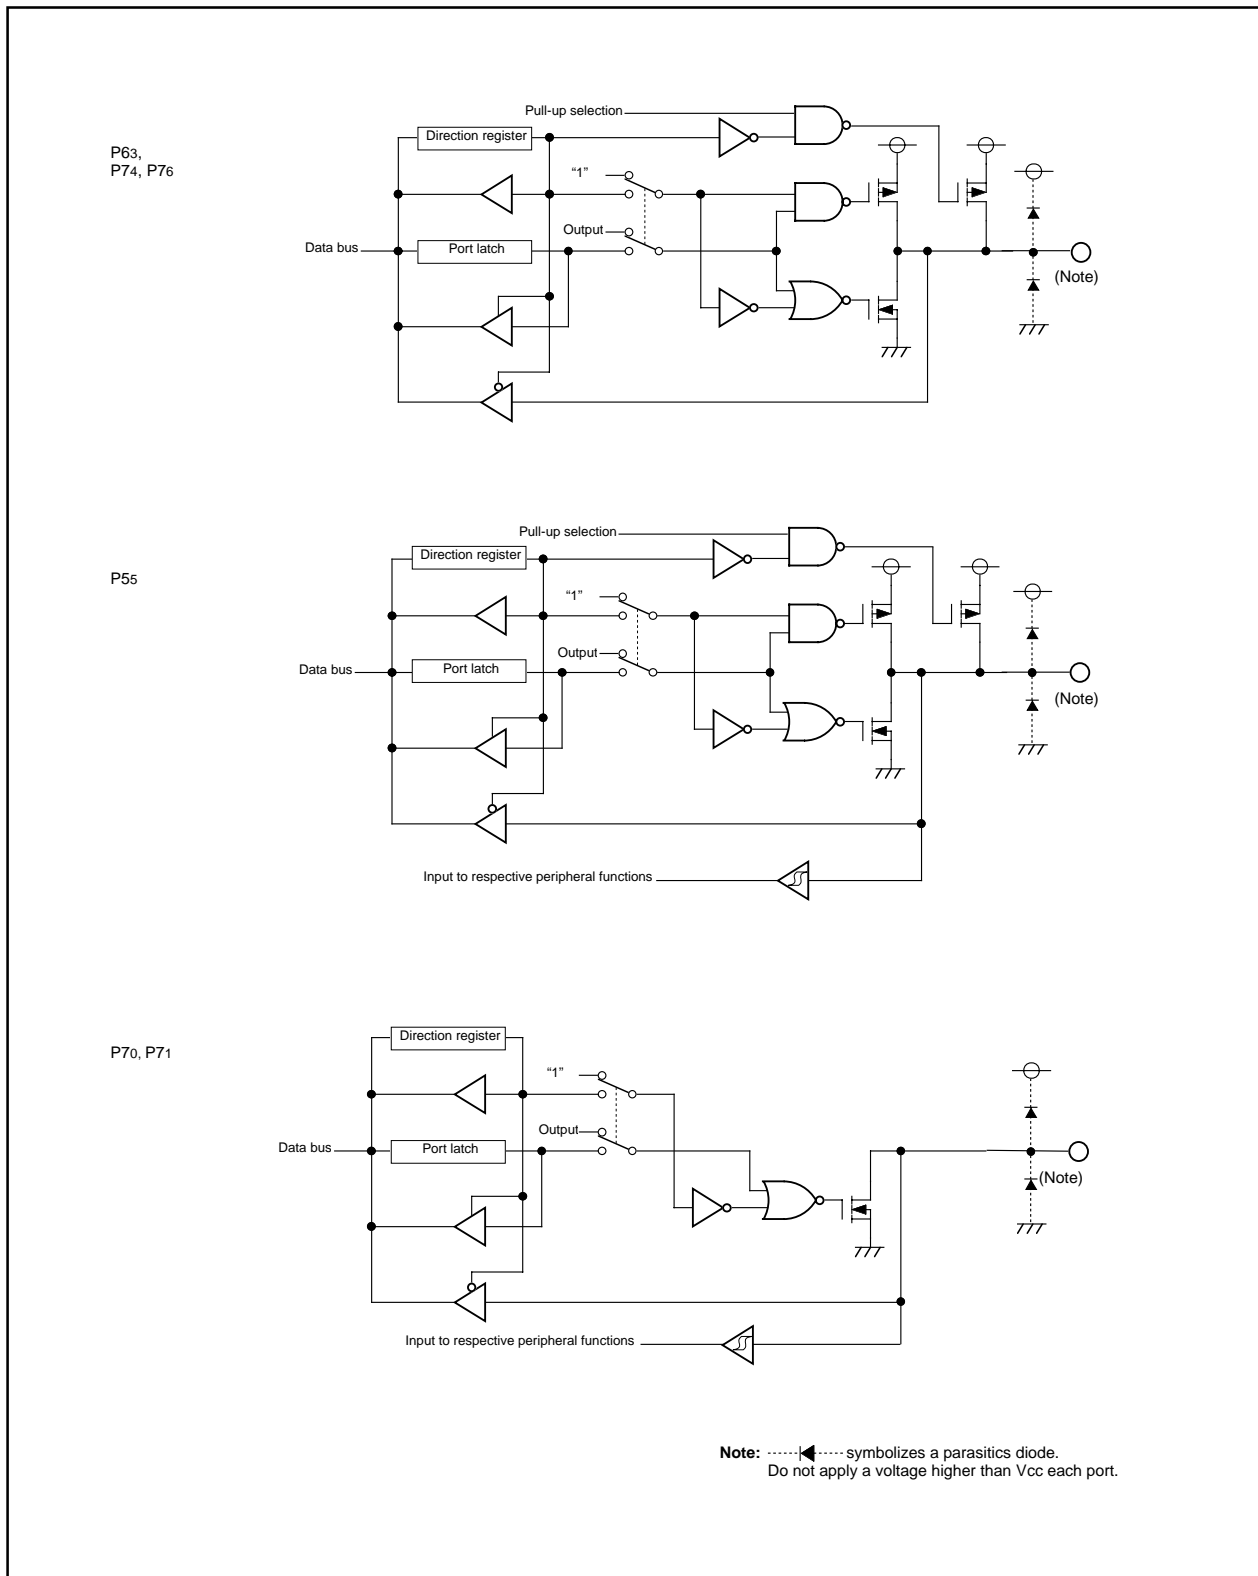 Pull-up selection
Direction register
P63,
P74, P76
“1”
Output
Data bus
Port latch
(Note)
Pull-up selection
Direction register
P55
“1”
Output
Data bus
Port latch
(Note)
Input to respective peripheral functions
Direction register
P70, P71
“1”
Output
Data bus
Port latch
(Note)
Input to respective peripheral functions
Note: symbolizes a parasitics diode.
Do not apply a voltage higher than Vcc each port.